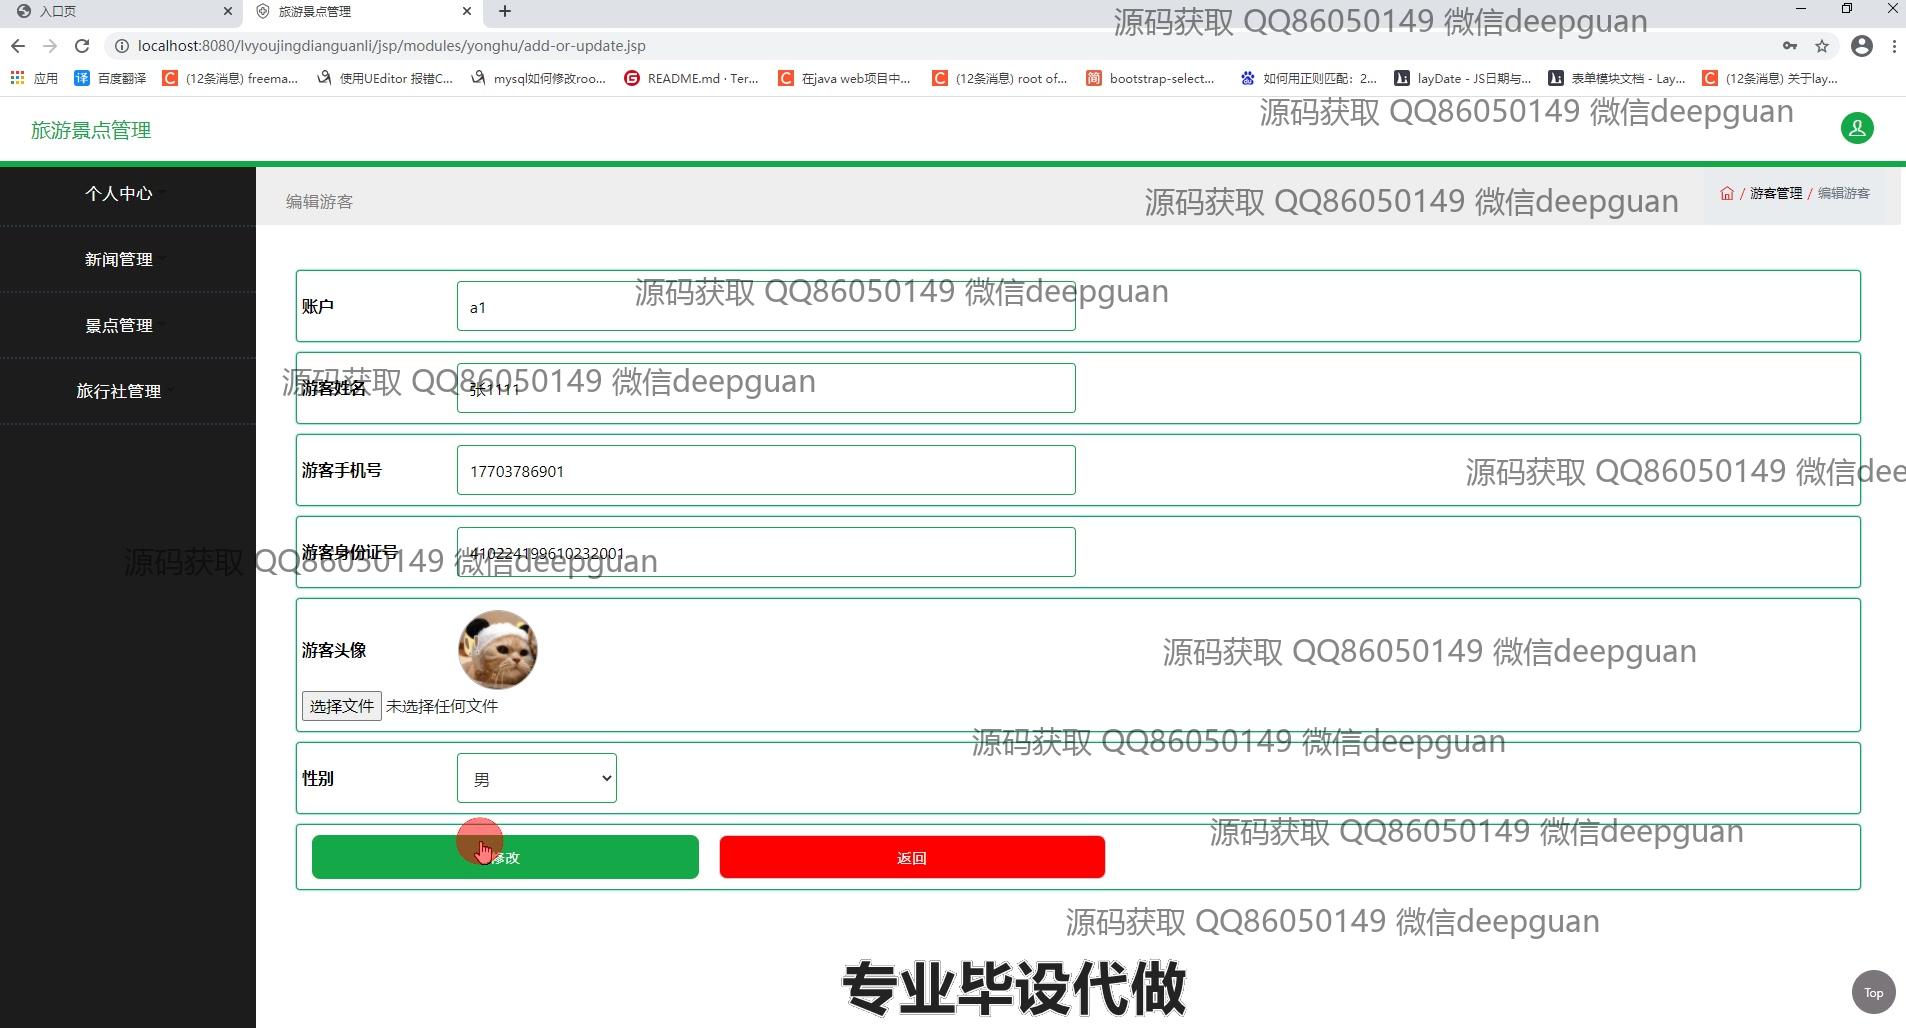 入口页
旅游景点管理
源码获取 QQ86050149 微信deepguan
localhost:8080/lvyoujingdianguanli/jsp/modules/yonghu/add-or-update.jsp
应用
百度翻译
(12条消息) freema...
使用UEditor 报错C...
mysql如何修改roo...
README.md · Ter...
在java web项目中...
(12条消息) root of...
bootstrap-select...
如何用正则匹配：2...
layDate - JS日期与...
表单模块文档 - Lay...
(12条消息) 关于lay...
源码获取 QQ86050149 微信deepguan
旅游景点管理
个人中心
编辑游客
源码获取 QQ86050149 微信deepguan
/ 游客管理 / 编辑游客
新闻管理
源码获取 QQ86050149 微信deepguan
账户
a1
景点管理
旅行社管理
源码获取 QQ86050149 微信deepguan
游客姓名
张1111
游客手机号
17703786901
源码获取 QQ86050149 微信dee
游客身份证号
410224199610232001
源码获取 QQ86050149 微信deepguan
游客头像
源码获取 QQ86050149 微信deepguan
选择文件 未选择任何文件
源码获取 QQ86050149 微信deepguan
性别
男
源码获取 QQ86050149 微信deepguan
修改
返回
源码获取 QQ86050149 微信deepguan
专业毕设代做
Top